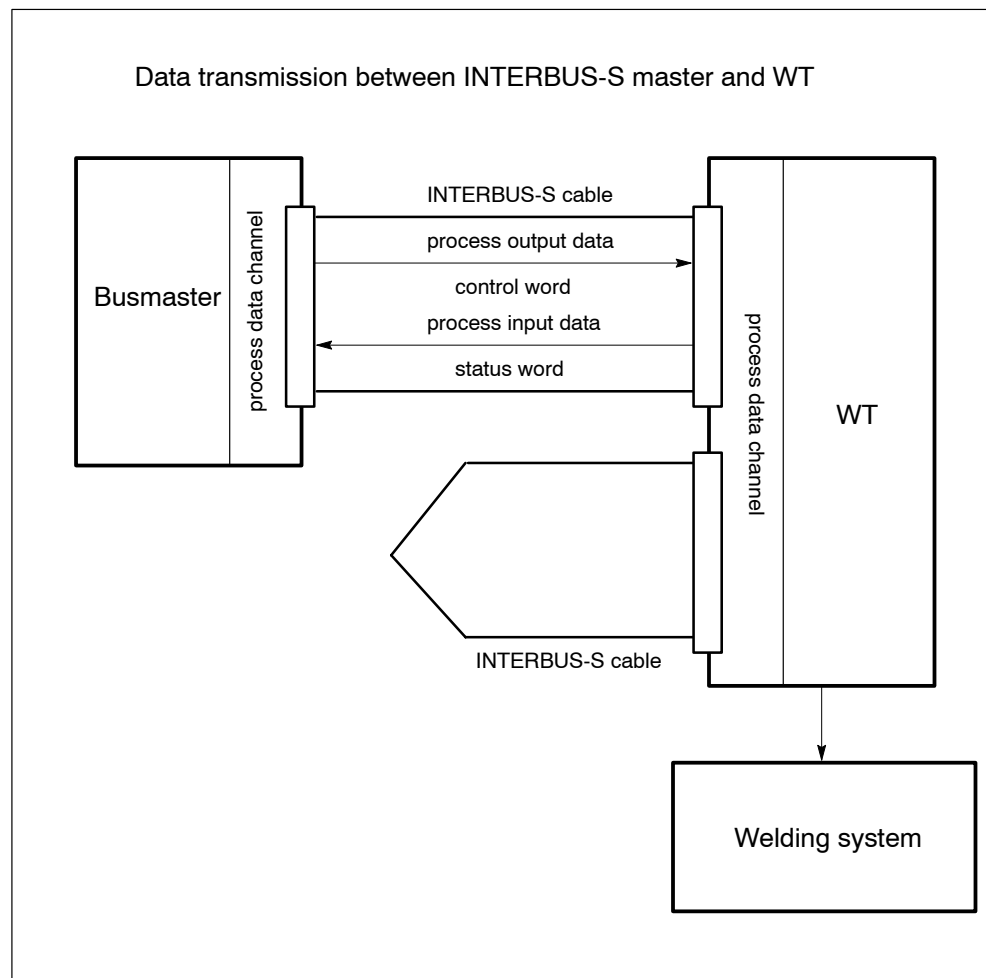 Data transmission between INTERBUS-S master and WT
Busmaster
process data channel
INTERBUS-S cable
process output data
control word
process input data
status word
process data channel
WT
INTERBUS-S cable
Welding system